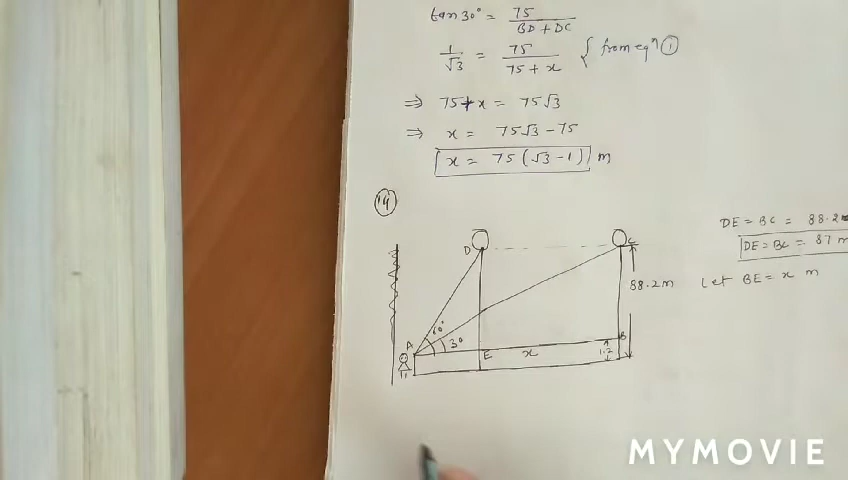 tan 30° = 75 / BD + DC
1/√3 = 75 / 75 + x { from eqⁿ ①
⇒ 75 + x = 75√3
⇒ x = 75√3 - 75
x = 75(√3 - 1) m
14
D C
DE = BC = 88.2
DE = BC = 87 m
88.2m Let BE = x m
60°
A 30 B
E x 1.2
MYMOVIE